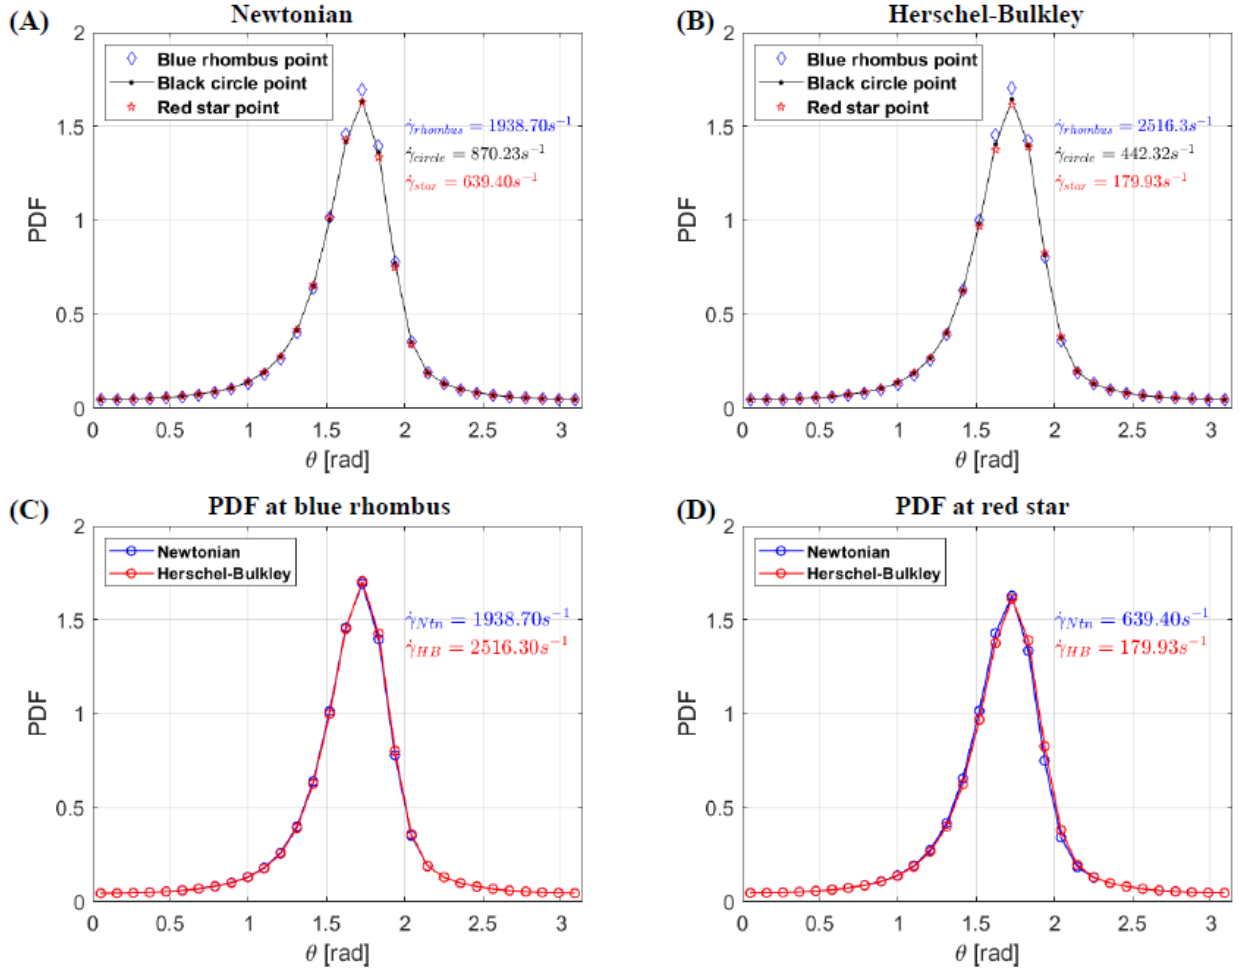 (A)
Newtonian
2
1.5
1
0.5
0
PDF
Blue rhombus point
Black circle point
Red star point
γ̇rhombus = 1938.70s⁻¹
γ̇circle = 870.23s⁻¹
γ̇star = 639.40s⁻¹
0 0.5 1 1.5 2 2.5 3
θ [rad]
(B)
Herschel-Bulkley
2
1.5
1
0.5
0
PDF
Blue rhombus point
Black circle point
Red star point
γ̇rhombus = 2516.3s⁻¹
γ̇circle = 442.32s⁻¹
γ̇star = 179.93s⁻¹
0 0.5 1 1.5 2 2.5 3
θ [rad]
(C)
PDF at blue rhombus
2
1.5
1
0.5
0
PDF
Newtonian
Herschel-Bulkley
γ̇Ntn = 1938.70s⁻¹
γ̇HB = 2516.30s⁻¹
0 0.5 1 1.5 2 2.5 3
θ [rad]
(D)
PDF at red star
2
1.5
1
0.5
0
PDF
Newtonian
Herschel-Bulkley
γ̇Ntn = 639.40s⁻¹
γ̇HB = 179.93s⁻¹
0 0.5 1 1.5 2 2.5 3
θ [rad]